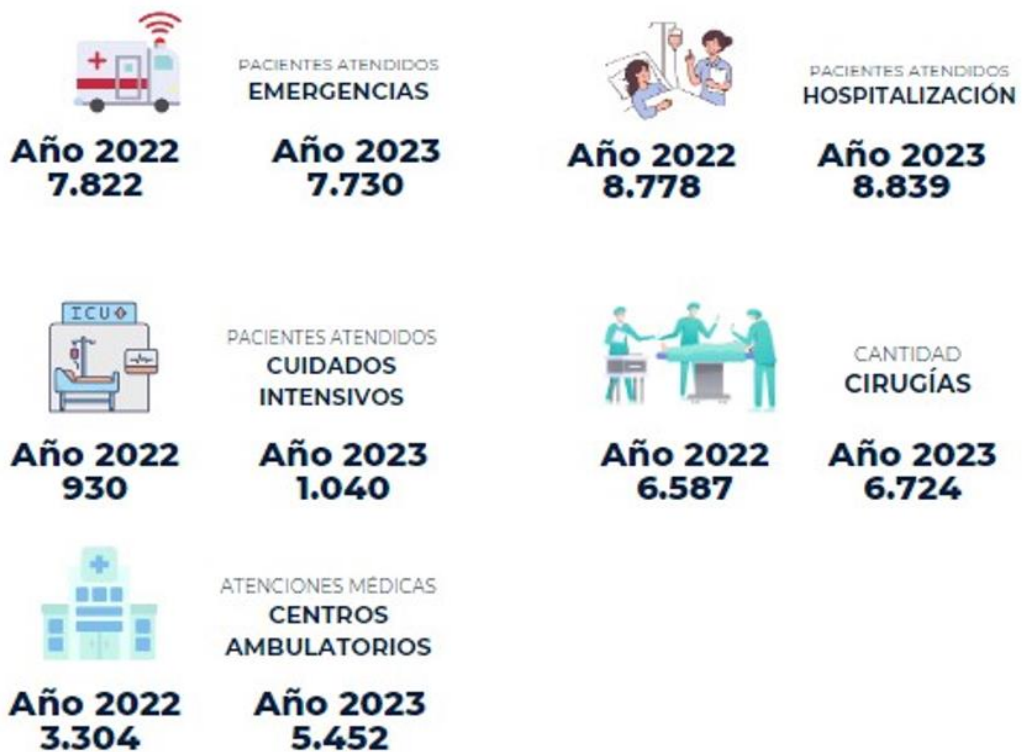 PACIENTES ATENDIDOS
EMERGENCIAS
Año 2022
7.822
Año 2023
7.730
PACIENTES ATENDIDOS
HOSPITALIZACIÓN
Año 2022
8.778
Año 2023
8.839
ICU
PACIENTES ATENDIDOS
CUIDADOS
INTENSIVOS
Año 2022
930
Año 2023
1.040
CANTIDAD
CIRUGÍAS
Año 2022
6.587
Año 2023
6.724
ATENCIONES MÉDICAS
CENTROS
AMBULATORIOS
Año 2022
3.304
Año 2023
5.452